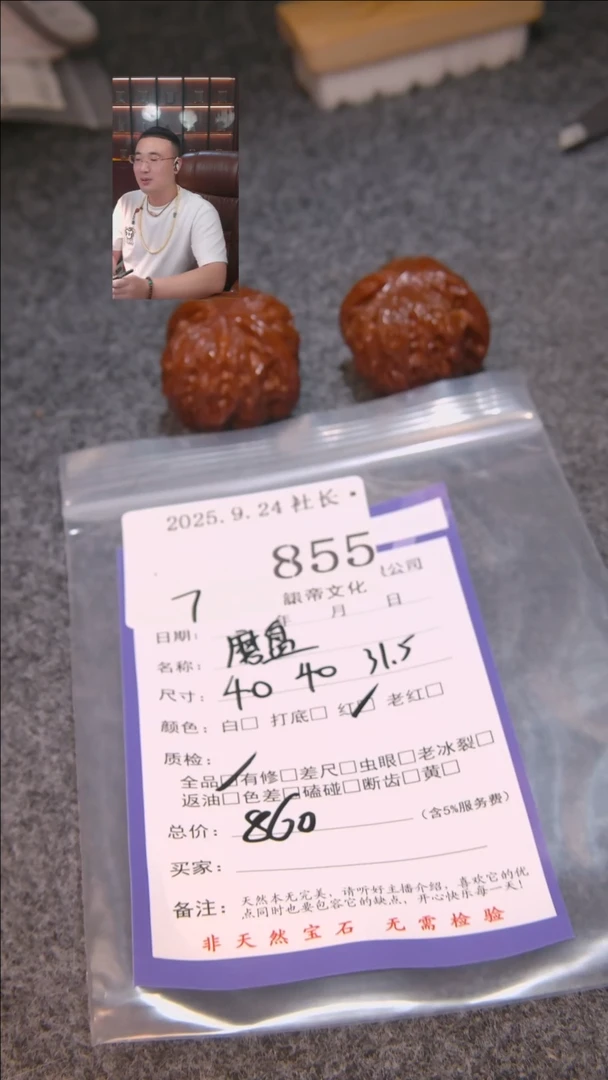 2025.9.24 社长·
855
公司
錶帝文化
7
日期: 年 月 日
名称: 磨盘
尺寸: 40 40 31.5
颜色: 白□ 打底□ 红☑ 老红□
质检:
全品☑有修□差尺□虫眼□老冰裂□
返油□色差□磕碰□断齿□黄□
总价: 860 (含5%服务费)
买家:
备注: 天然本无完美, 请听好主播介绍, 喜欢它的优
点同时也要包容它的缺点, 开心快乐每一天!
非天然宝石 无需检验